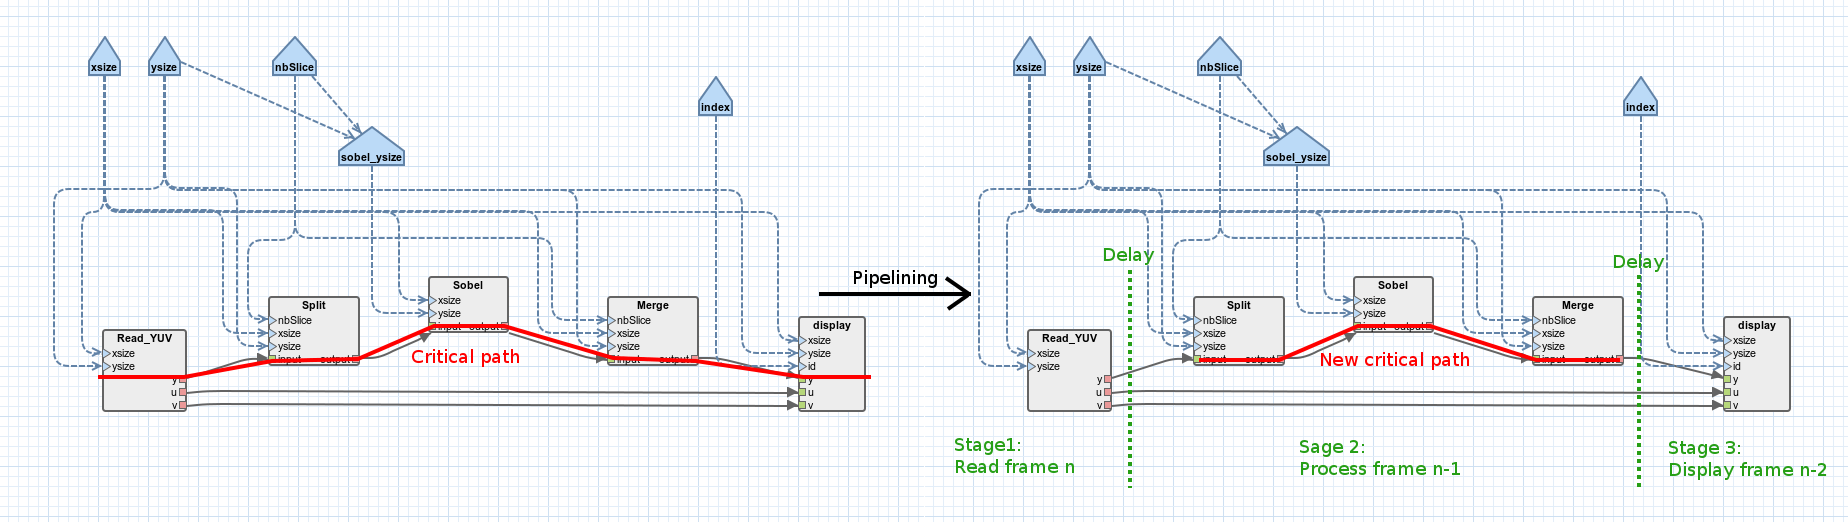 xsize
ysize
nbSlice
index
sobel_ysize
Read_YUV
xsize
ysize
y
u
v
Split
nbSlice
xsize
ysize
input output
Sobel
xsize
ysize
input output
Critical path
Merge
nbSlice
xsize
ysize
input output
display
xsize
ysize
id
y
u
v
Pipelining
xsize
ysize
nbSlice
index
sobel_ysize
Delay
Delay
Read_YUV
xsize
ysize
y
u
v
Split
nbSlice
xsize
ysize
input output
Sobel
xsize
ysize
input output
New critical path
Merge
nbSlice
xsize
ysize
input output
display
xsize
ysize
id
y
u
v
Stage1:
Read frame n
Sage 2:
Process frame n-1
Stage 3:
Display frame n-2